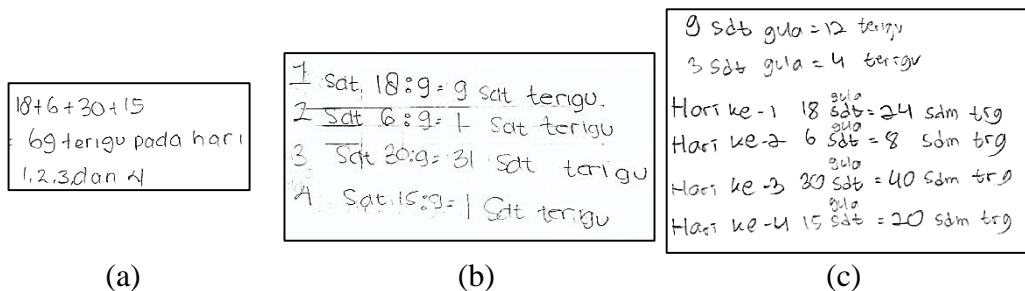 18+6+30+15
= 69 terigu pada hari
1,2,3,dan 4
(a)
1 sdt, 18:9= 9 sdt terigu.
2 Sdt 6:9= 1 Sdt terigu
3 Sdt 30:9= 31 Sdt terigu
4 Sdt.15:9= 1 Sdt terigu
(b)
9 sdt gula = 12 terigu
3 sdt gula = 4 terigu
Hari ke-1 18 sdt gula = 24 sdm trg
Hari ke-2 6 sdt gula = 8 sdm trg
Hari ke-3 30 sdt gula = 40 sdm trg
Hari ke-4 15 sdt gula = 20 sdm trg
(c)